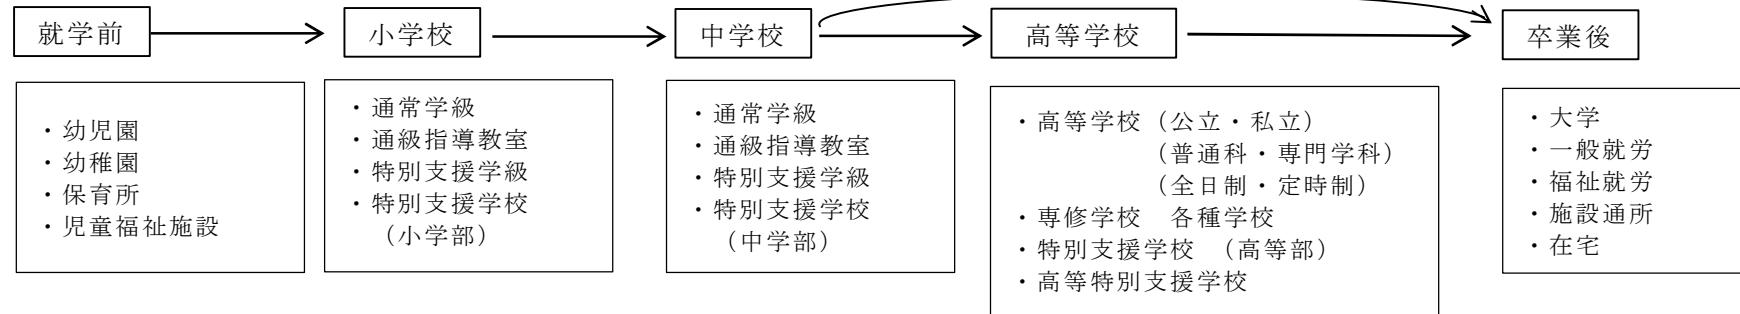 就学前
小学校
中学校
高等学校
卒業後
・幼児園
・幼稚園
・保育所
・児童福祉施設
・通常学級
・通級指導教室
・特別支援学級
・特別支援学校
（小学部）
・通常学級
・通級指導教室
・特別支援学級
・特別支援学校
（中学部）
・高等学校（公立・私立）
（普通科・専門学科）
（全日制・定時制）
・専修学校　各種学校
・特別支援学校　（高等部）
・高等特別支援学校
・大学
・一般就労
・福祉就労
・施設通所
・在宅